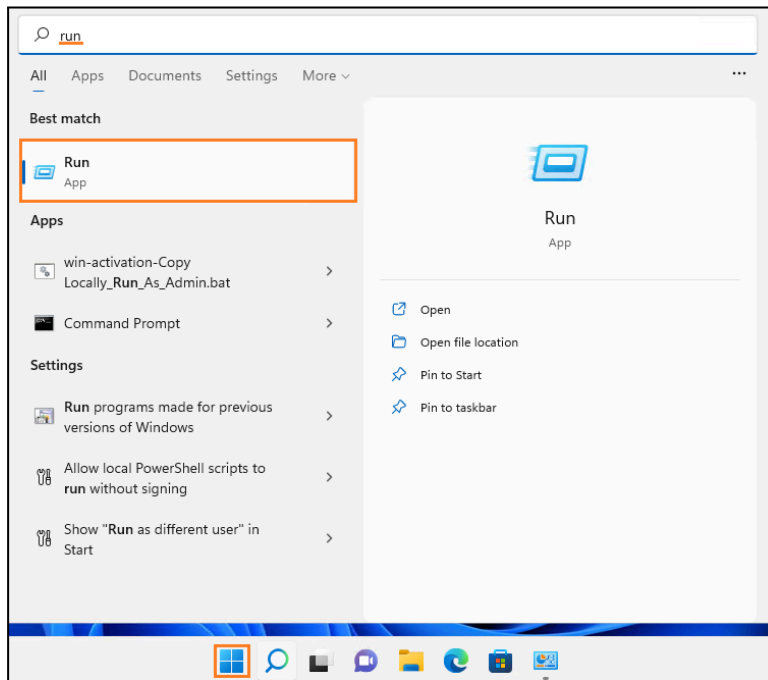 run
All Apps Documents Settings More
Best match
Run
App
Apps
win-activation-Copy
Locally_Run_As_Admin.bat
Command Prompt
Settings
Run programs made for previous
versions of Windows
Allow local PowerShell scripts to
run without signing
Show "Run as different user" in
Start
Run
App
Open
Open file location
Pin to Start
Pin to taskbar